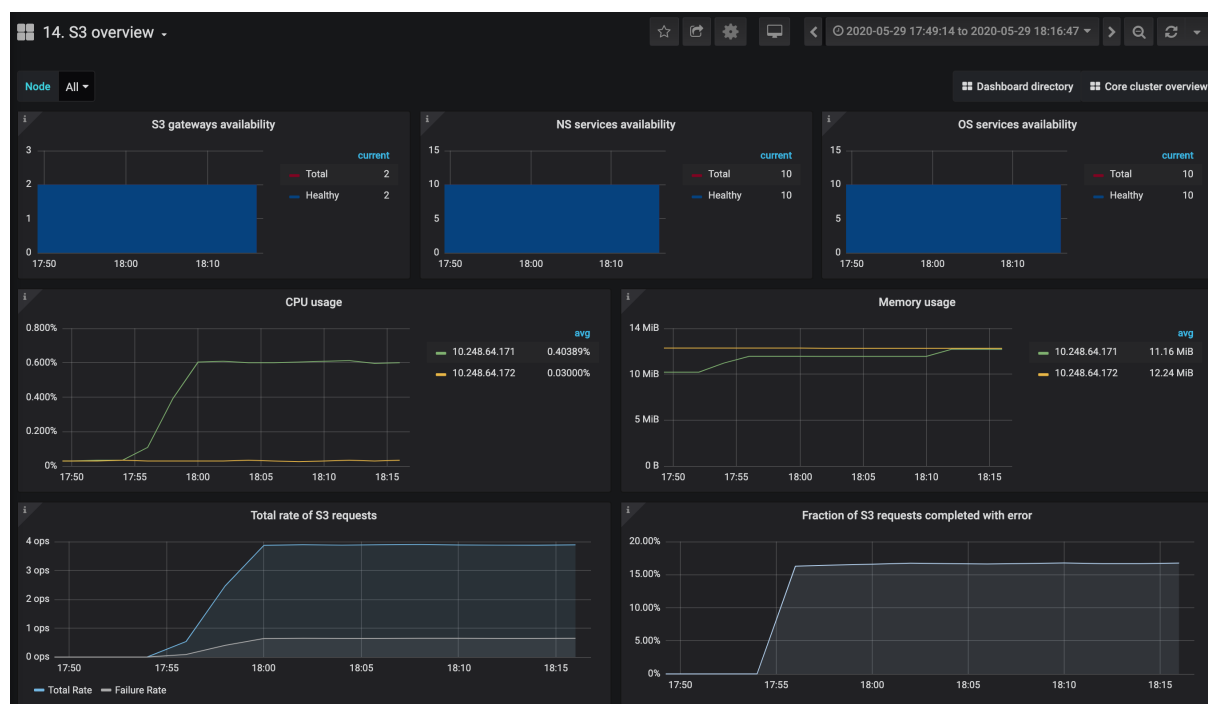 14. S3 overview
2020-05-29 17:49:14 to 2020-05-29 18:16:47
Node All
Dashboard directory Core cluster overview
S3 gateways availability
3
2
1
0
17:50 18:00 18:10
current
Total 2
Healthy 2
NS services availability
15
10
5
0
17:50 18:00 18:10
current
Total 10
Healthy 10
OS services availability
15
10
5
0
17:50 18:00 18:10
current
Total 10
Healthy 10
CPU usage
0.800%
0.600%
0.400%
0.200%
0%
17:50 17:55 18:00 18:05 18:10 18:15
avg
10.248.64.171 0.40389%
10.248.64.172 0.03000%
Memory usage
14 MiB
10 MiB
5 MiB
0 B
17:50 17:55 18:00 18:05 18:10 18:15
avg
10.248.64.171 11.16 MiB
10.248.64.172 12.24 MiB
Total rate of S3 requests
4 ops
3 ops
2 ops
1 ops
0 ops
17:50 17:55 18:00 18:05 18:10 18:15
Total Rate Failure Rate
Fraction of S3 requests completed with error
20.00%
15.00%
10.00%
5.00%
0%
17:50 17:55 18:00 18:05 18:10 18:15